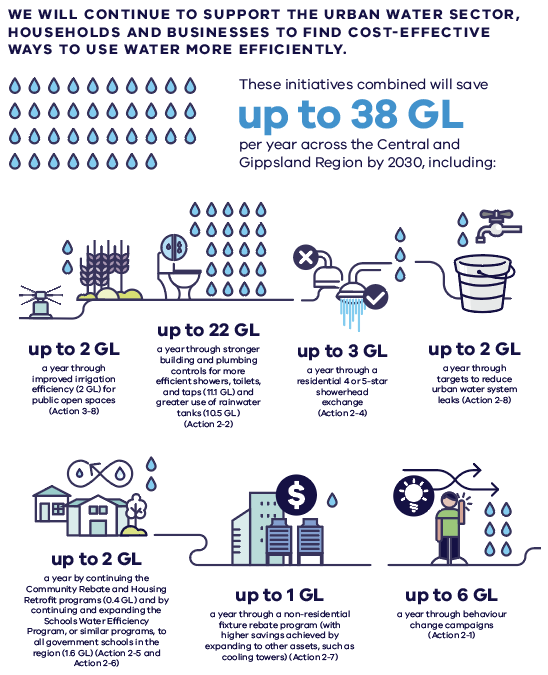 WE WILL CONTINUE TO SUPPORT THE URBAN WATER SECTOR,
HOUSEHOLDS AND BUSINESSES TO FIND COST-EFFECTIVE
WAYS TO USE WATER MORE EFFICIENTLY.
These initiatives combined will save
up to 38 GL
per year across the Central and
Gippsland Region by 2030, including:
up to 2 GL
a year through
improved irrigation
efficiency (2 GL) for
public open spaces
(Action 3-8)
up to 22 GL
a year through stronger
building and plumbing
controls for more
efficient showers, toilets,
and taps (11.1 GL) and
greater use of rainwater
tanks (10.5 GL)
(Action 2-2)
up to 3 GL
a year through a
residential 4 or 5-star
showerhead
exchange
(Action 2-4)
up to 2 GL
a year through
targets to reduce
urban water system
leaks (Action 2-8)
up to 2 GL
a year by continuing the
Community Rebate and Housing
Retrofit programs (0.4 GL) and by
continuing and expanding the
Schools Water Efficiency
Program, or similar programs, to
all government schools in the
region (1.6 GL) (Action 2-5 and
Action 2-6)
$
up to 1 GL
a year through a non-residential
fixture rebate program (with
higher savings achieved by
expanding to other assets, such as
cooling towers) (Action 2-7)
up to 6 GL
a year through behaviour
change campaigns
(Action 2-1)